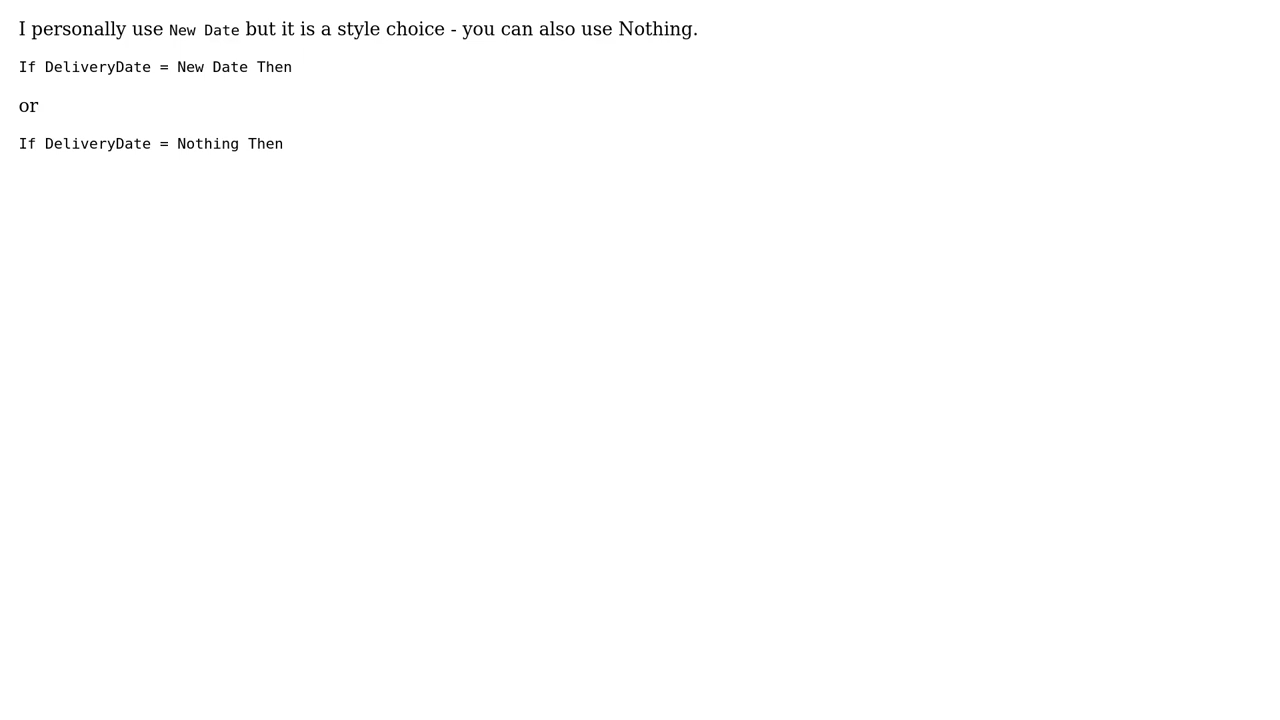 I personally use New Date but it is a style choice - you can also use Nothing.
If DeliveryDate = New Date Then
or
If DeliveryDate = Nothing Then